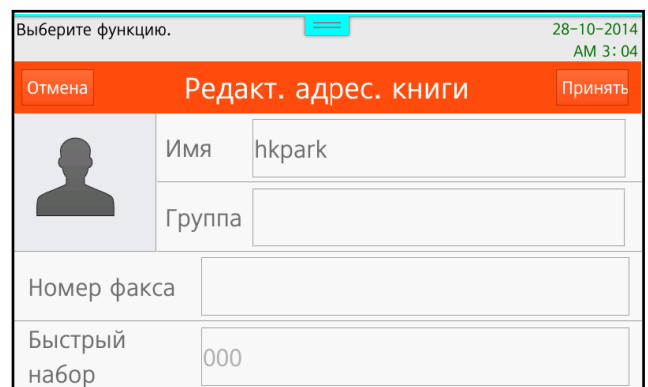 Выберите функцию.
28-10-2014
AM 3:04
Отмена
Редакт. адрес. книги
Принять
Имя
hkpark
Группа
Номер факса
Быстрый
набор
000